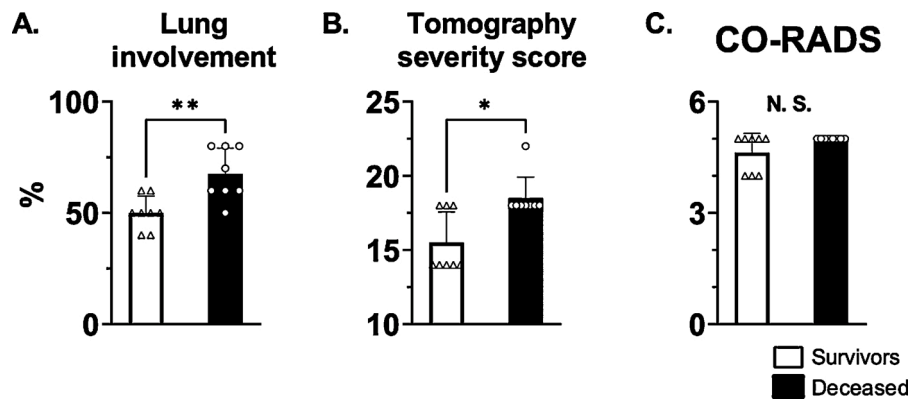 A.
Lung
involvement
**
100
50
0
%
B.
Tomography
severity score
*
25
20
15
10
C.
CO-RADS
N. S.
6
3
0
Survivors
Deceased